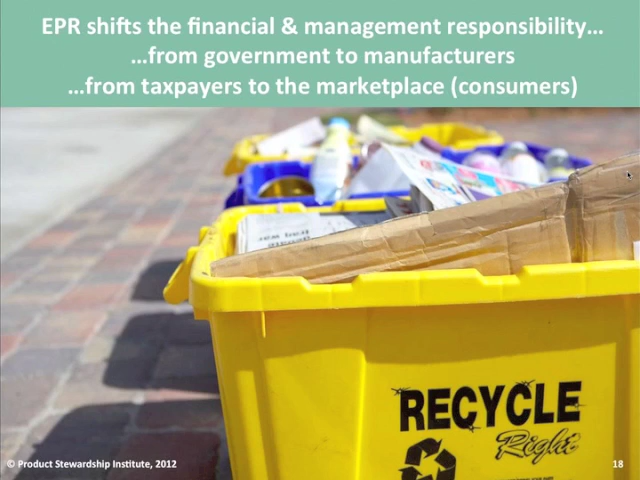 EPR shifts the financial & management responsibility…
…from government to manufacturers
…from taxpayers to the marketplace (consumers)
RECYCLE
Right
© Product Stewardship Institute, 2012
18